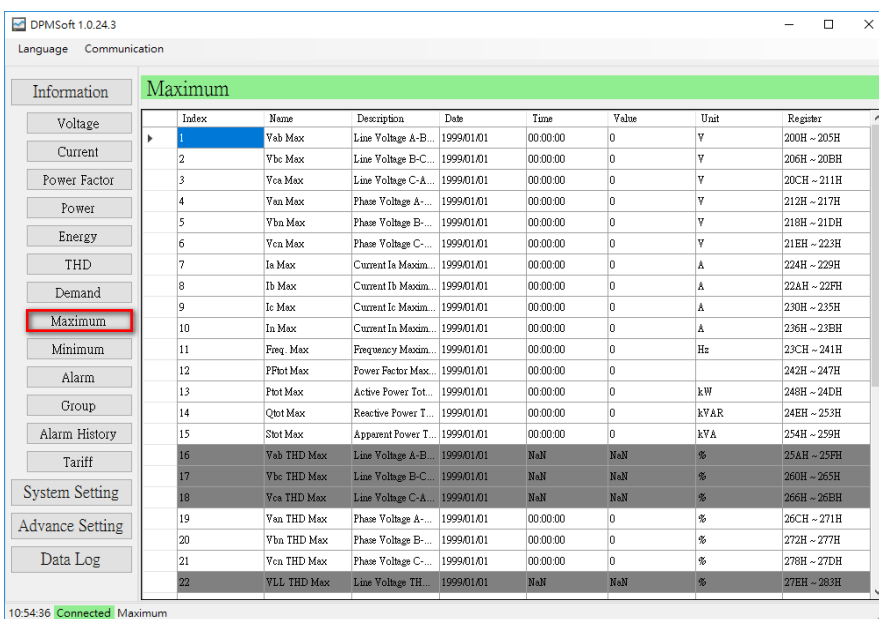 DPMSoft 1.0.24.3
Language Communication
Information
Voltage
Current
Power Factor
Power
Energy
THD
Demand
Maximum
Minimum
Alarm
Group
Alarm History
Tariff
System Setting
Advance Setting
Data Log
Maximum
Index Name Description Date Time Value Unit Register
1 Vab Max Line Voltage A-B... 1999/01/01 00:00:00 0 V 200H ~ 205H
2 Vbc Max Line Voltage B-C... 1999/01/01 00:00:00 0 V 206H ~ 20BH
3 Vca Max Line Voltage C-A... 1999/01/01 00:00:00 0 V 20CH ~ 211H
4 Van Max Phase Voltage A-... 1999/01/01 00:00:00 0 V 212H ~ 217H
5 Vbn Max Phase Voltage B-... 1999/01/01 00:00:00 0 V 218H ~ 21DH
6 Vcn Max Phase Voltage C-... 1999/01/01 00:00:00 0 V 21EH ~ 223H
7 Ia Max Current Ia Maxim... 1999/01/01 00:00:00 0 A 224H ~ 229H
8 Ib Max Current Ib Maxim... 1999/01/01 00:00:00 0 A 22AH ~ 22FH
9 Ic Max Current Ic Maxim... 1999/01/01 00:00:00 0 A 230H ~ 235H
10 In Max Current In Maxim... 1999/01/01 00:00:00 0 A 236H ~ 23BH
11 Freq. Max Frequency Maxim... 1999/01/01 00:00:00 0 Hz 23CH ~ 241H
12 PFtot Max Power Factor Max... 1999/01/01 00:00:00 0 242H ~ 247H
13 Ptot Max Active Power Tot... 1999/01/01 00:00:00 0 kW 248H ~ 24DH
14 Qtot Max Reactive Power T... 1999/01/01 00:00:00 0 kVAR 24EH ~ 253H
15 Stot Max Apparent Power T... 1999/01/01 00:00:00 0 kVA 254H ~ 259H
16 Vab THD Max Line Voltage A-B... 1999/01/01 NaN NaN % 25AH ~ 25FH
17 Vbc THD Max Line Voltage B-C... 1999/01/01 NaN NaN % 260H ~ 265H
18 Vca THD Max Line Voltage C-A... 1999/01/01 NaN NaN % 266H ~ 26BH
19 Van THD Max Phase Voltage A-... 1999/01/01 00:00:00 0 % 26CH ~ 271H
20 Vbn THD Max Phase Voltage B-... 1999/01/01 00:00:00 0 % 272H ~ 277H
21 Vcn THD Max Phase Voltage C-... 1999/01/01 00:00:00 0 % 278H ~ 27DH
22 VLL THD Max Line Voltage TH... 1999/01/01 NaN NaN % 27EH ~ 283H
10:54:36 Connected Maximum